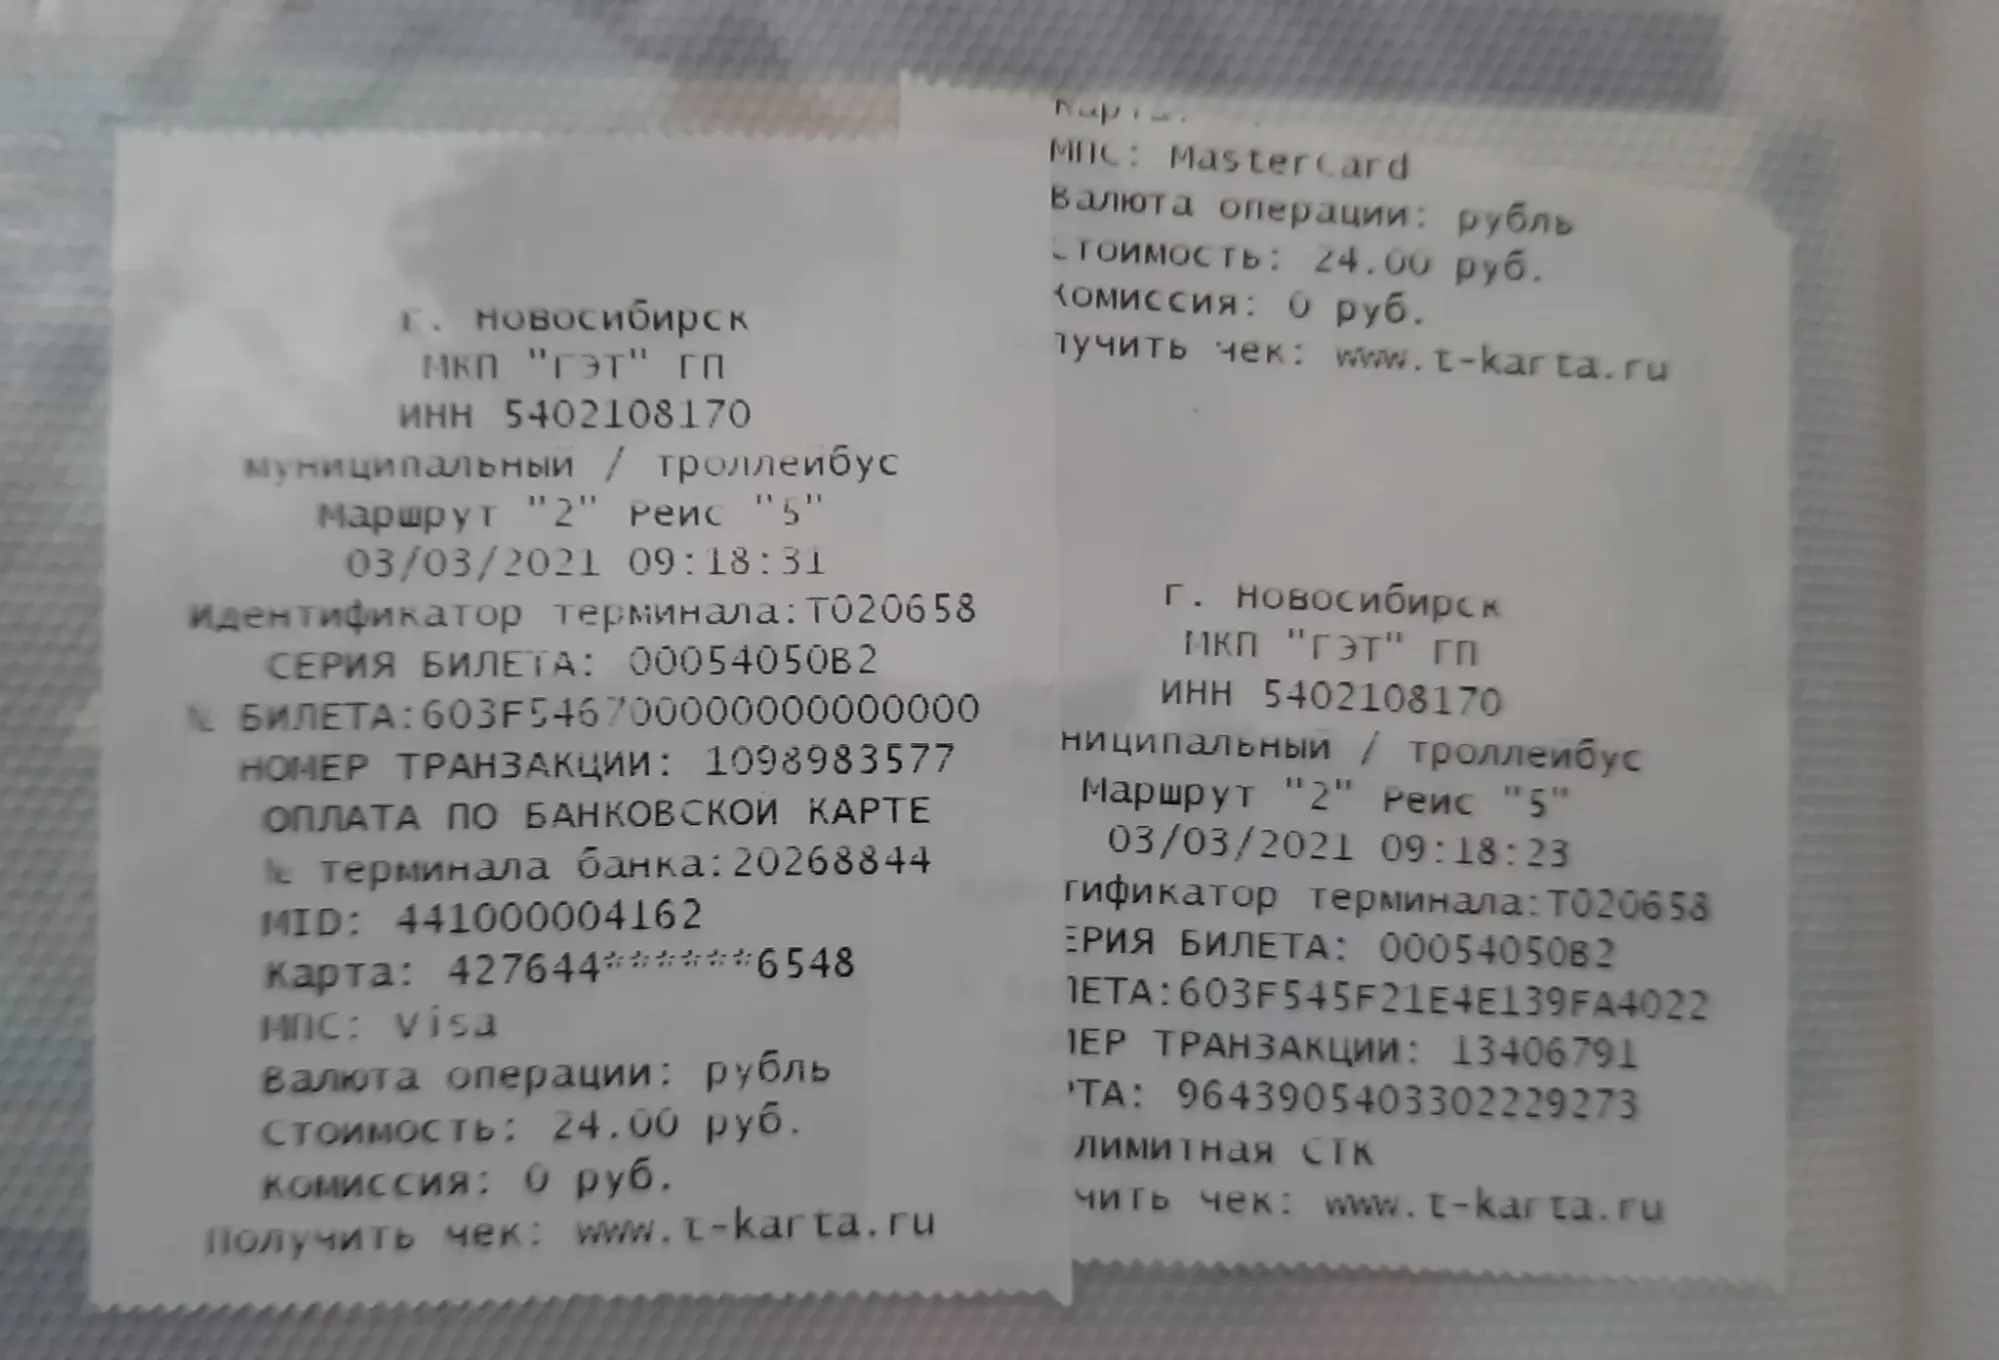 г. Новосибирск
МКП "ГЭТ" ГП
ИНН 5402108170
муниципальный / троллейбус
Маршрут "2" Рейс "5"
03/03/2021 09:18:31
Идентификатор терминала:T020658
СЕРИЯ БИЛЕТА: 00054050B2
№ БИЛЕТА:603F54670000000000000000
НОМЕР ТРАНЗАКЦИИ: 1098983577
ОПЛАТА ПО БАНКОВСКОЙ КАРТЕ
№ терминала банка:20268844
MID: 441000004162
Карта: 427644******6548
МПС: Visa
Валюта операции: рубль
Стоимость: 24.00 руб.
Комиссия: 0 руб.
Получить чек: www.t-karta.ru
Карта:
МПС: MasterCard
Валюта операции: рубль
Стоимость: 24.00 руб.
Комиссия: 0 руб.
лучить чек: www.t-karta.ru
г. Новосибирск
МКП "ГЭТ" ГП
ИНН 5402108170
ниципальный / троллейбус
Маршрут "2" Рейс "5"
03/03/2021 09:18:23
тификатор терминала:T020658
ЕРИЯ БИЛЕТА: 00054050B2
ЛЕТА:603F545F21E4E139FA4022
МЕР ТРАНЗАКЦИИ: 13406791
РТА: 9643905403302229273
лимитная СТК
чить чек: www.t-karta.ru